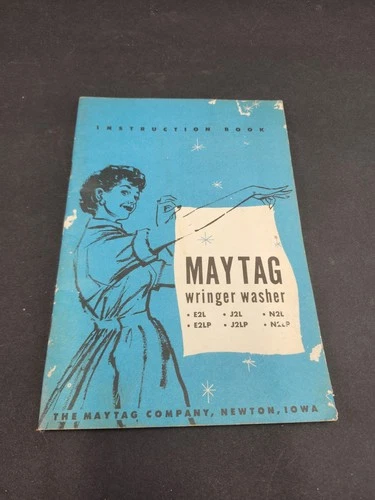 INSTRUCTION BOOK
MAYTAG
wringer washer
• E2L • J2L • N2L
• E2LP • J2LP • N2LP
THE MAYTAG COMPANY, NEWTON, IOWA